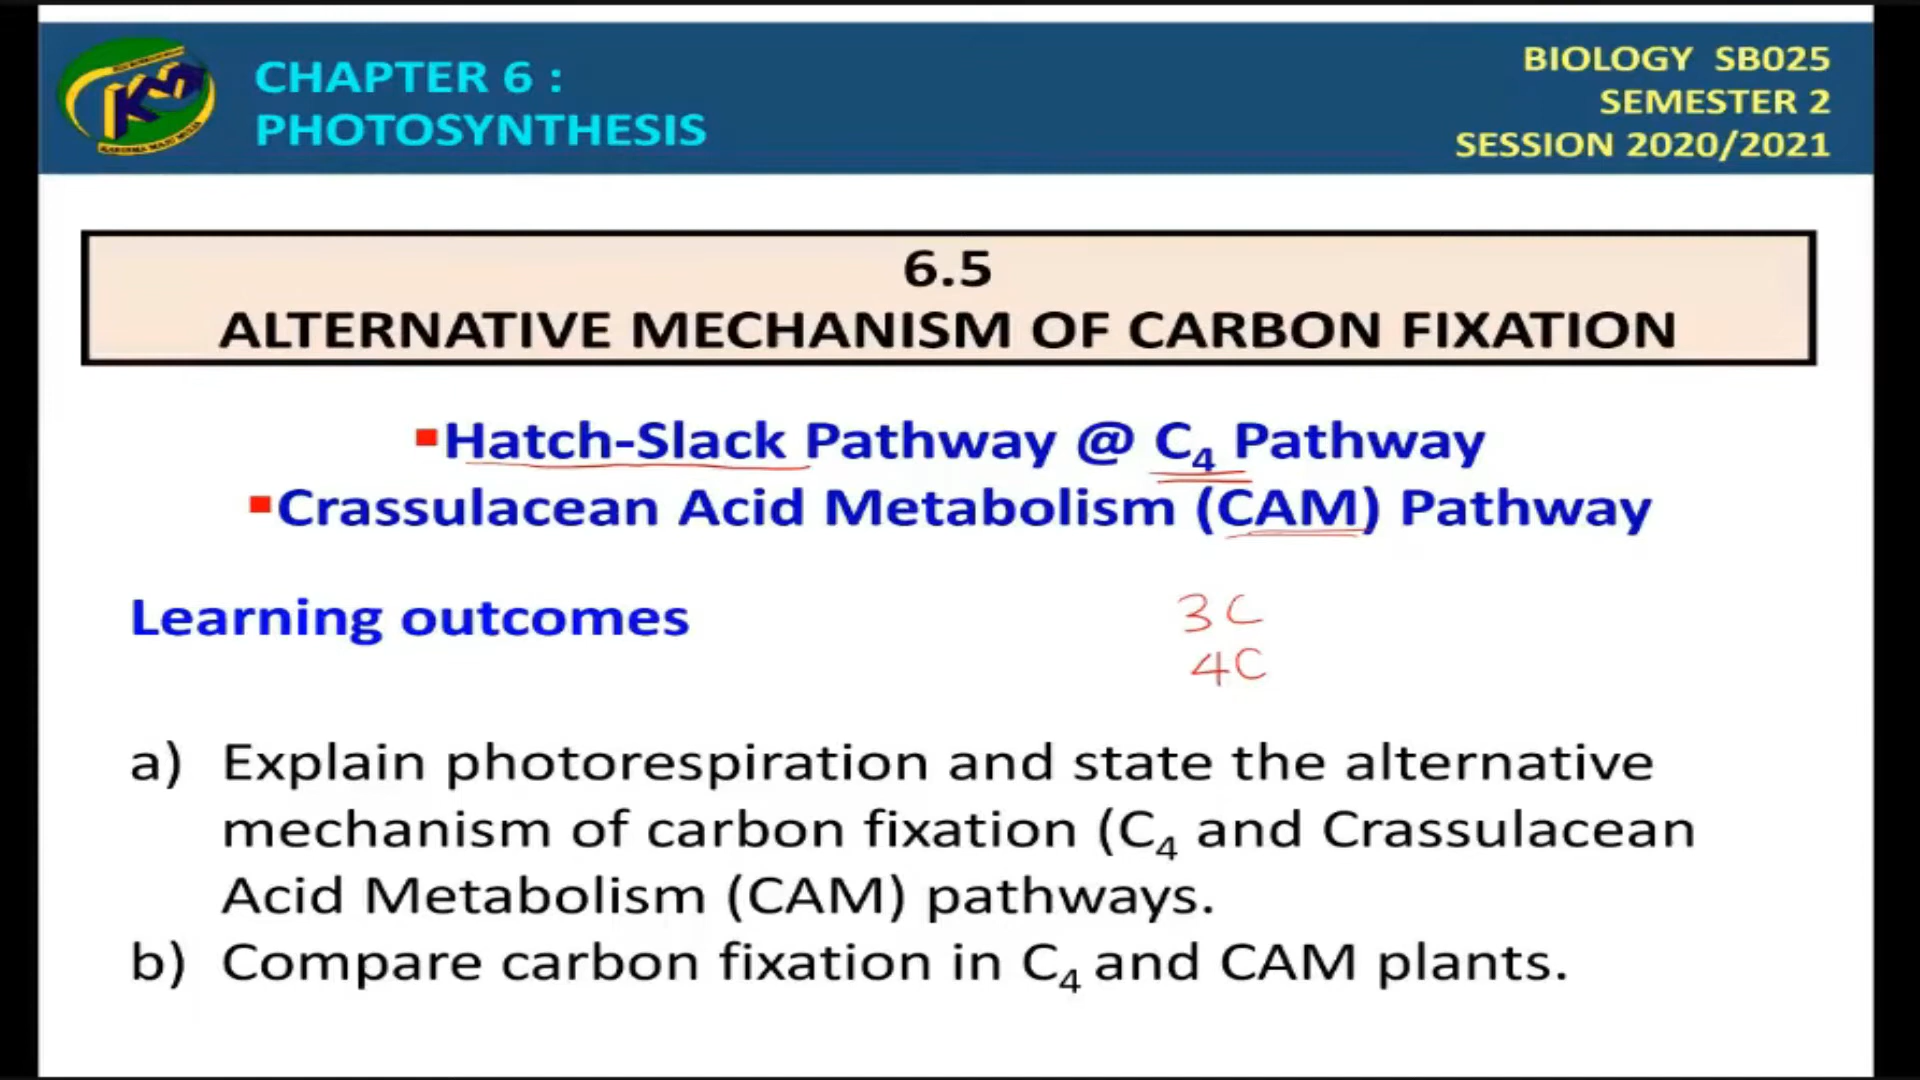 CHAPTER 6 :
PHOTOSYNTHESIS
BIOLOGY SB025
SEMESTER 2
SESSION 2020/2021
6.5
ALTERNATIVE MECHANISM OF CARBON FIXATION
▪Hatch-Slack Pathway @ C₄ Pathway
▪Crassulacean Acid Metabolism (CAM) Pathway
Learning outcomes
3C
4C
a) Explain photorespiration and state the alternative
mechanism of carbon fixation (C₄ and Crassulacean
Acid Metabolism (CAM) pathways.
b) Compare carbon fixation in C₄ and CAM plants.